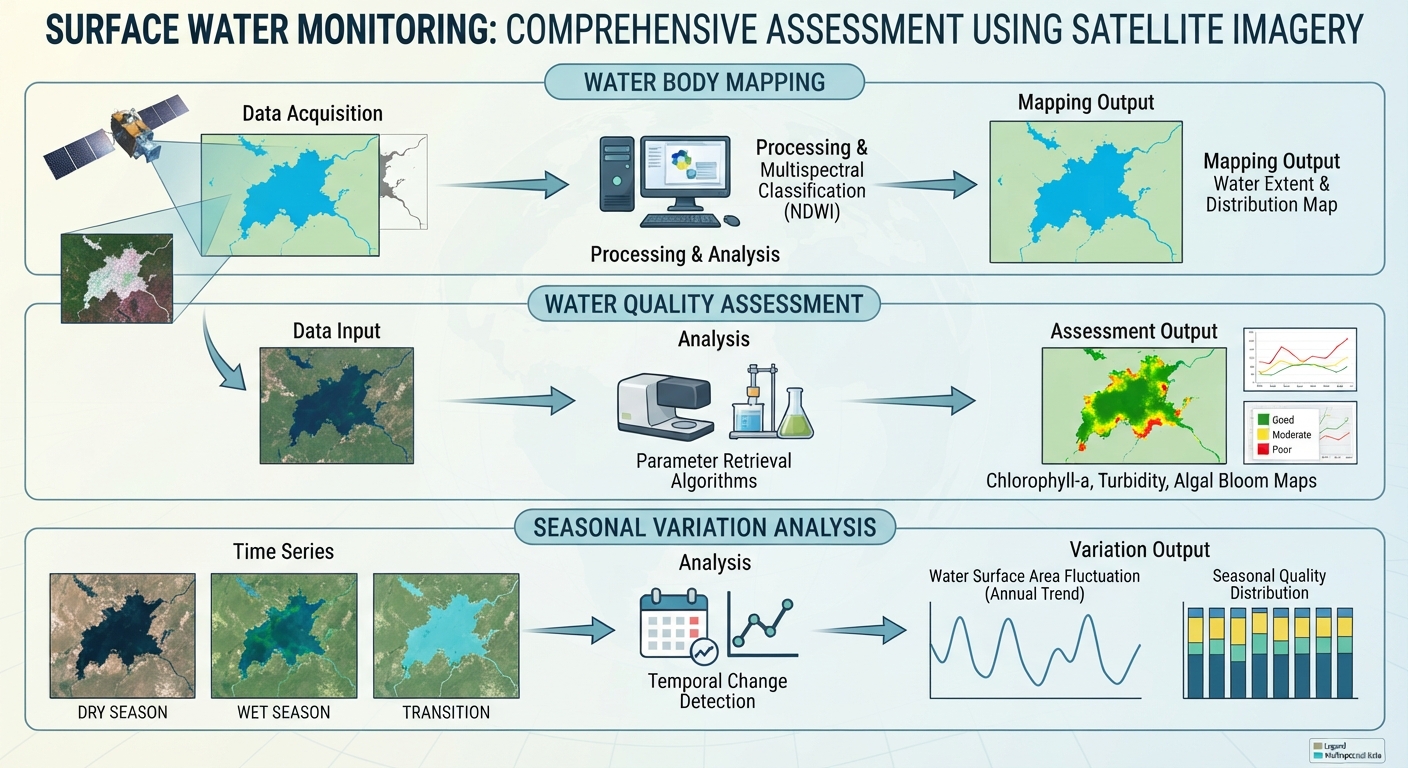 SURFACE WATER MONITORING: COMPREHENSIVE ASSESSMENT USING SATELLITE IMAGERY
WATER BODY MAPPING
Data Acquisition
Processing &
Multispectral
Classification
(NDWI)
Processing & Analysis
Mapping Output
Mapping Output
Water Extent &
Distribution Map
WATER QUALITY ASSESSMENT
Data Input
Analysis
Parameter Retrieval
Algorithms
Assessment Output
Goed
Moderate
Poor
Chlorophyll-a, Turbidity, Algal Bloom Maps
SEASONAL VARIATION ANALYSIS
Time Series
DRY SEASON
WET SEASON
TRANSITION
Analysis
Temporal Change
Detection
Variation Output
Water Surface Area Fluctuation
(Annual Trend)
Seasonal Quality
Distribution